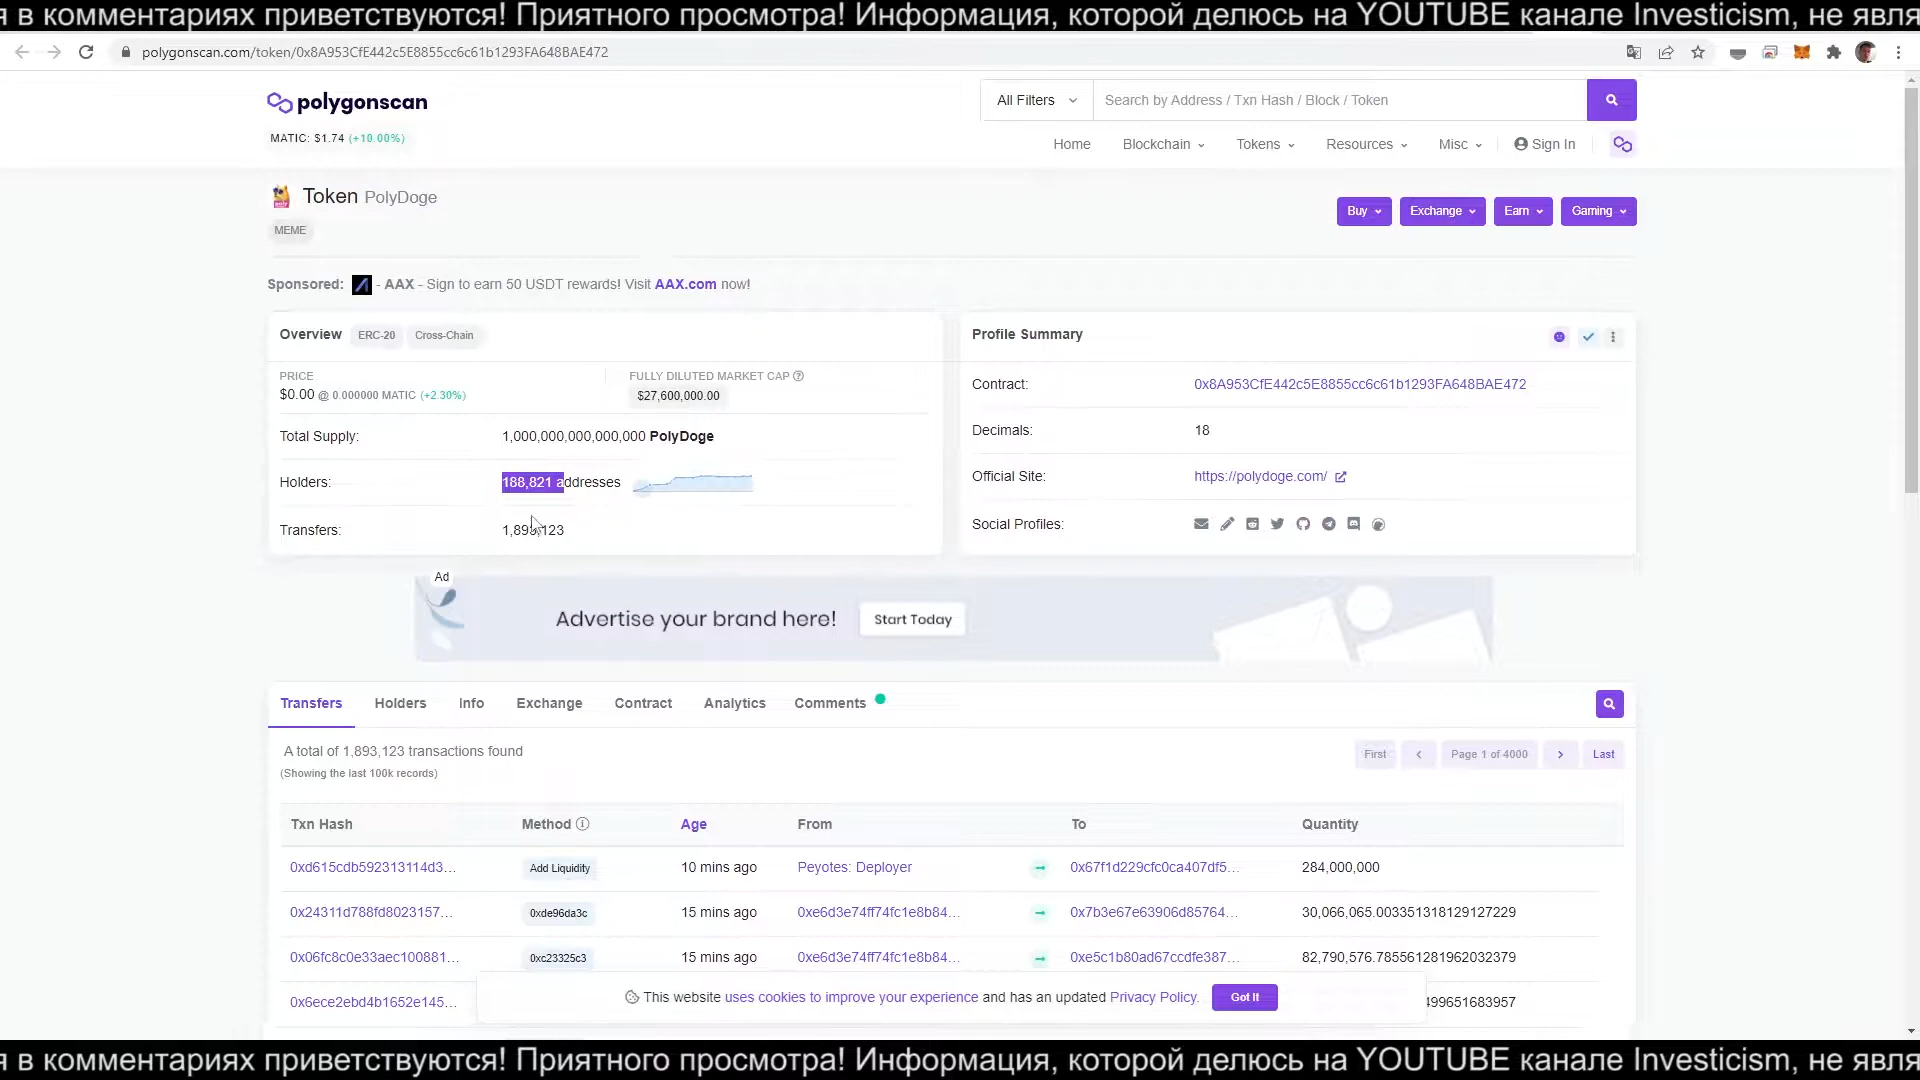 я в комментариях приветствуются! Приятного просмотра! Информация, которой делюсь на YOUTUBE канале Investicism, не явля
polygonscan.com/token/0x8A953CfE442c5E8855cc6c61b1293FA648BAE472
polygonscan
All Filters
Search by Address / Txn Hash / Block / Token
MATIC: $1.74 (+10.00%)
Home Blockchain Tokens Resources Misc Sign In
Token PolyDoge
MEME
Buy Exchange Earn Gaming
Sponsored: - AAX - Sign to earn 50 USDT rewards! Visit AAX.com now!
Overview ERC-20 Cross-Chain
PRICE
$0.00 @ 0.000000 MATIC (+2.30%)
FULLY DILUTED MARKET CAP
$27,600,000.00
Total Supply: 1,000,000,000,000,000 PolyDoge
Holders: 188,821 addresses
Transfers: 1,893,123
Profile Summary
Contract: 0x8A953CfE442c5E8855cc6c61b1293FA648BAE472
Decimals: 18
Official Site: https://polydoge.com/
Social Profiles:
Ad
Advertise your brand here! Start Today
Transfers Holders Info Exchange Contract Analytics Comments
A total of 1,893,123 transactions found
(Showing the last 100k records)
First Page 1 of 4000 Last
Txn Hash Method Age From To Quantity
0xd615cdb592313114d3... Add Liquidity 10 mins ago Peyotes: Deployer 0x67f1d229cfc0ca407df5... 284,000,000
0x24311d788fd8023157... 0xde96da3c 15 mins ago 0xe6d3e74ff74fc1e8b84... 0x7b3e67e63906d85764... 30,066,065.003351318129127229
0x06fc8c0e33aec100881... 0xc23325c3 15 mins ago 0xe6d3e74ff74fc1e8b84... 0xe5c1b80ad67ccdfe387... 82,790,576.785561281962032379
0x6ece2ebd4b1652e145... 499651683957
This website uses cookies to improve your experience and has an updated Privacy Policy. Got It
я в комментариях приветствуются! Приятного просмотра! Информация, которой делюсь на YOUTUBE канале Investicism, не явля